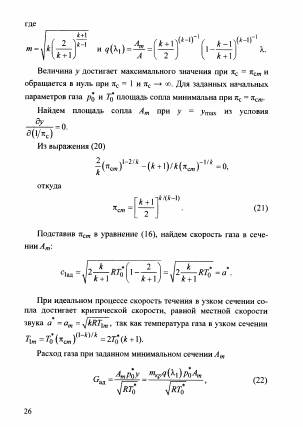 где
m = √(k (2/(k+1))^((k+1)/(k−1))) и q(λ₁) = A_m/A = ((k+1)/2)^((k−1)^−1) (1 − (k−1)/(k+1))^((k−1)^−1) λ.
Величина y достигает максимального значения при π_c = π_cm и
обращается в нуль при π_c = 1 и π_c → ∞. Для заданных начальных
параметров газа p₀* и T₀* площадь сопла минимальна при π_c = π_cm.
Найдем площадь сопла A_m при y = y_max из условия
∂y/∂(1/π_c) = 0.
Из выражения (20)
(2/k)(π_cm)^(1−2/k) − (k+1)/k(π_cm)^(−1/k) = 0,
откуда
π_cm = [(k+1)/2]^(k/(k−1)). (21)
Подставив π_cm в уравнение (16), найдем скорость газа в сече-
нии A_m:
c_1ад = √(2 k/(k+1) RT₀* (1 − 2/(k+1))) = √(2 k/(k+1) RT₀*) = a*.
При идеальном процессе скорость течения в узком сечении со-
пла достигает критической скорости, равной местной скорости
звука a* = a_m = √(kRT_1m), так как температура газа в узком сечении
T_1m = T₀*(π_cm)^((1−k)/k) = 2T₀*(k+1).
Расход газа при заданном минимальном сечении A_m
G_ад = A_m p₀ y/√(RT₀*) = m_кр q(λ₁) p₀* A_m/√(RT₀*), (22)
26